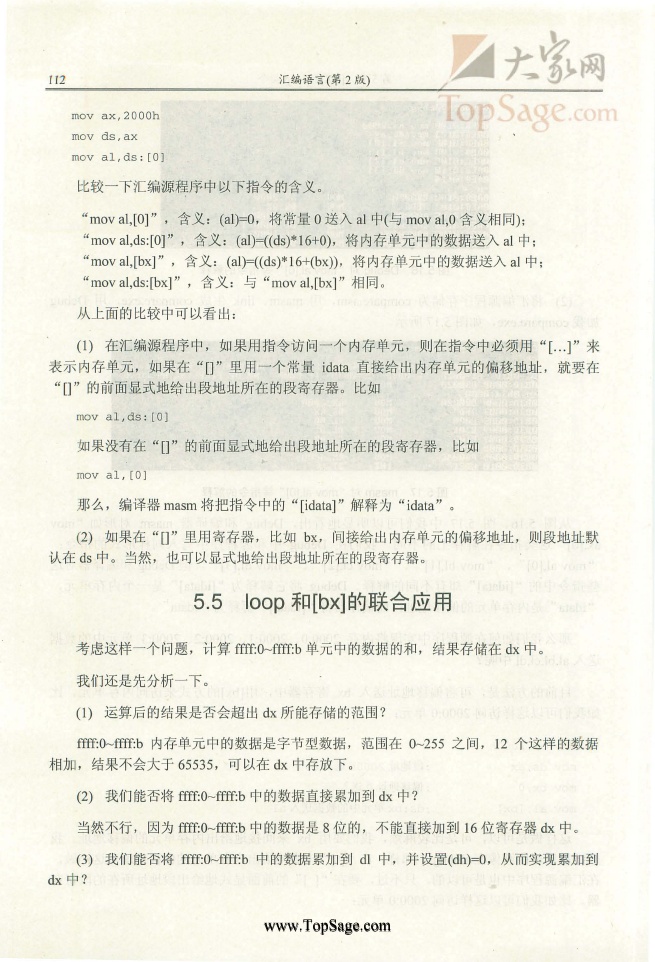 大家网
TopSage.com
112 汇编语言(第 2 版)
mov ax,2000h
mov ds,ax
mov al,ds:[0]
比较一下汇编源程序中以下指令的含义。
“mov al,[0]”，含义：(al)=0，将常量 0 送入 al 中(与 mov al,0 含义相同)；
“mov al,ds:[0]”，含义：(al)=((ds)*16+0)，将内存单元中的数据送入 al 中；
“mov al,[bx]”，含义：(al)=((ds)*16+(bx))，将内存单元中的数据送入 al 中；
“mov al,ds:[bx]”，含义：与“mov al,[bx]”相同。
从上面的比较中可以看出：
(1) 在汇编源程序中，如果用指令访问一个内存单元，则在指令中必须用“[…]”来
表示内存单元，如果在“[]”里用一个常量 idata 直接给出内存单元的偏移地址，就要在
“[]”的前面显式地给出段地址所在的段寄存器。比如
mov al,ds:[0]
如果没有在“[]”的前面显式地给出段地址所在的段寄存器，比如
mov al,[0]
那么，编译器 masm 将把指令中的“[idata]”解释为“idata”。
(2) 如果在“[]”里用寄存器，比如 bx，间接给出内存单元的偏移地址，则段地址默
认在 ds 中。当然，也可以显式地给出段地址所在的段寄存器。
5.5 loop 和[bx]的联合应用
考虑这样一个问题，计算 ffff:0~ffff:b 单元中的数据的和，结果存储在 dx 中。
我们还是先分析一下。
(1) 运算后的结果是否会超出 dx 所能存储的范围？
ffff:0~ffff:b 内存单元中的数据是字节型数据，范围在 0~255 之间，12 个这样的数据
相加，结果不会大于 65535，可以在 dx 中存放下。
(2) 我们能否将 ffff:0~ffff:b 中的数据直接累加到 dx 中？
当然不行，因为 ffff:0~ffff:b 中的数据是 8 位的，不能直接加到 16 位寄存器 dx 中。
(3) 我们能否将 ffff:0~ffff:b 中的数据累加到 dl 中，并设置(dh)=0，从而实现累加到
dx 中？
www.TopSage.com